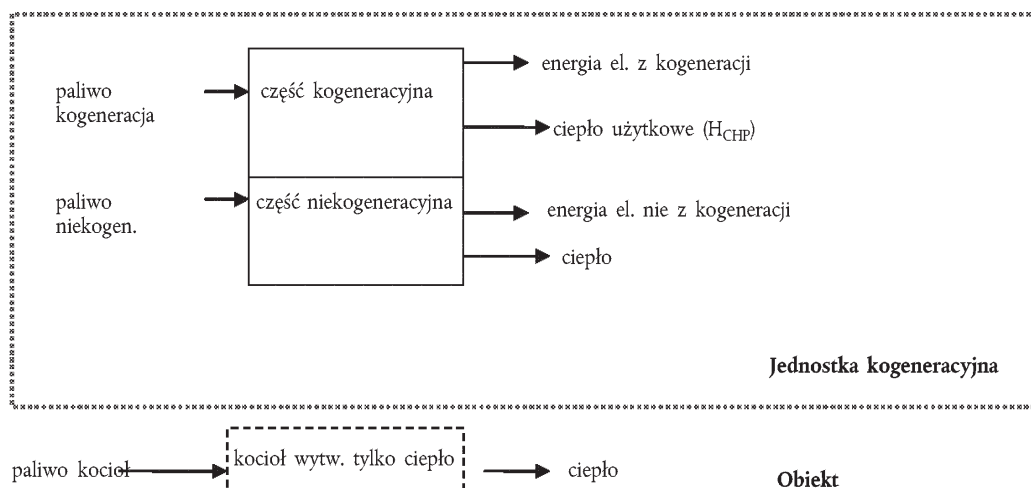 energia el. z kogeneracji
paliwo
kogeneracja
część kogeneracyjna
ciepło użytkowe (H_CHP)
paliwo
niekogen.
część niekogeneracyjna
energia el. nie z kogeneracji
ciepło
Jednostka kogeneracyjna
paliwo kocioł
kocioł wytw. tylko ciepło
ciepło
Obiekt